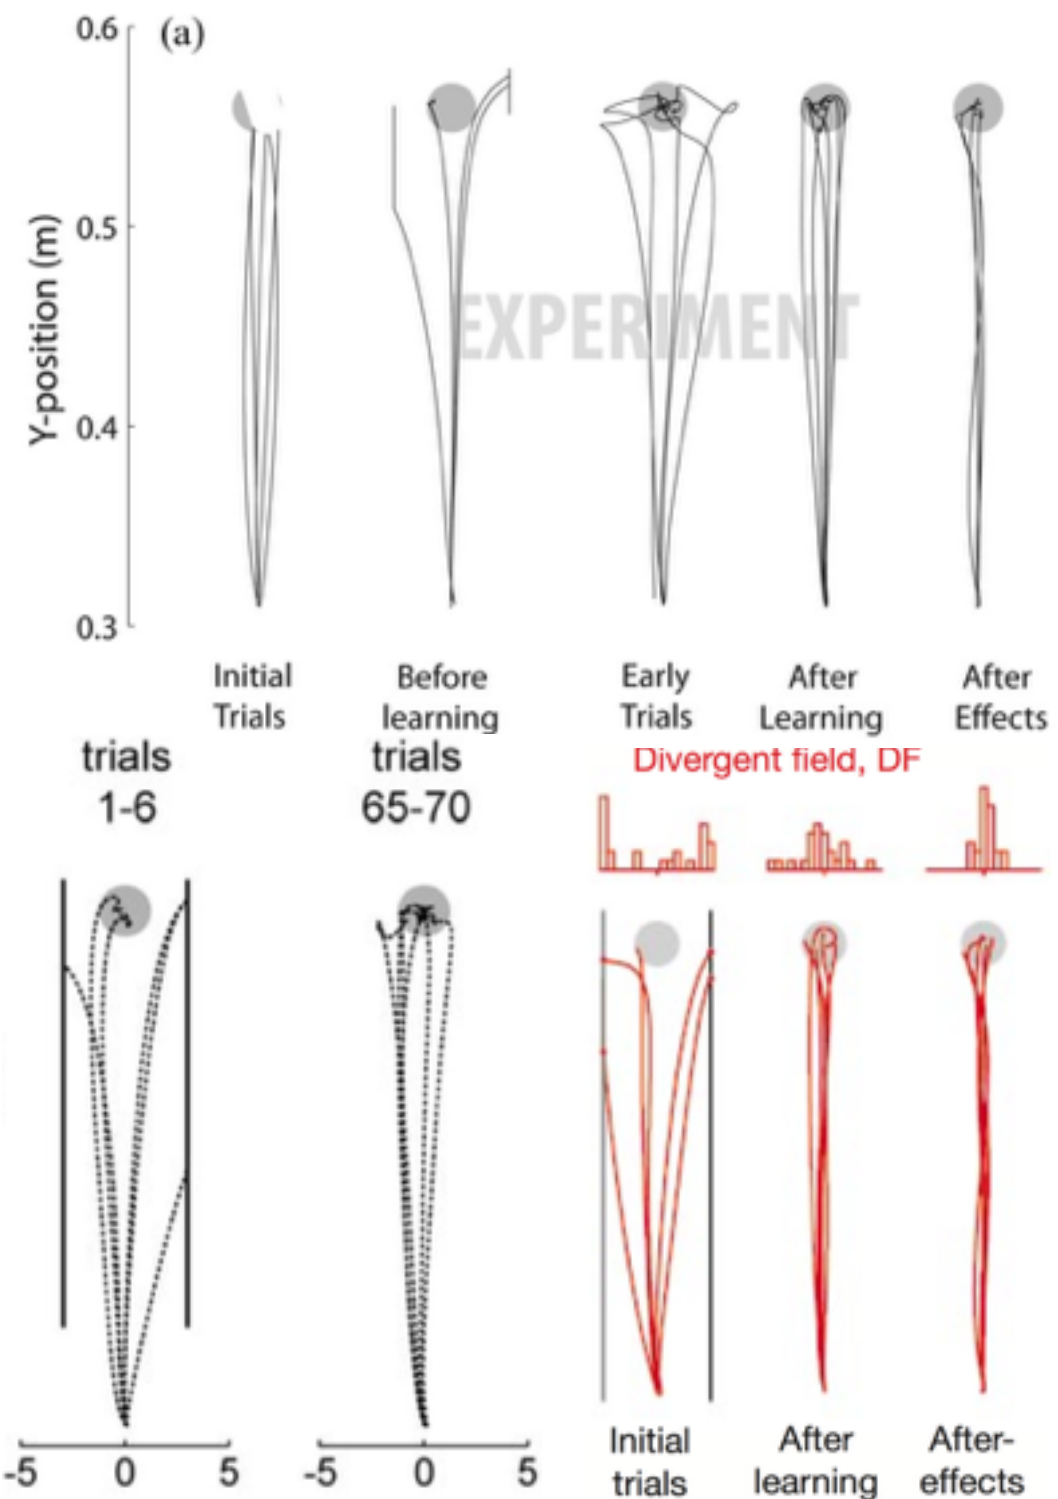 0.6
(a)
0.5
Y-position (m)
EXPERIMENT
0.4
0.3
Initial
Trials
Before
learning
Early
Trials
After
Learning
After
Effects
trials
1-6
trials
65-70
Divergent field, DF
-5 0 5
-5 0 5
Initial
trials
After
learning
After-
effects